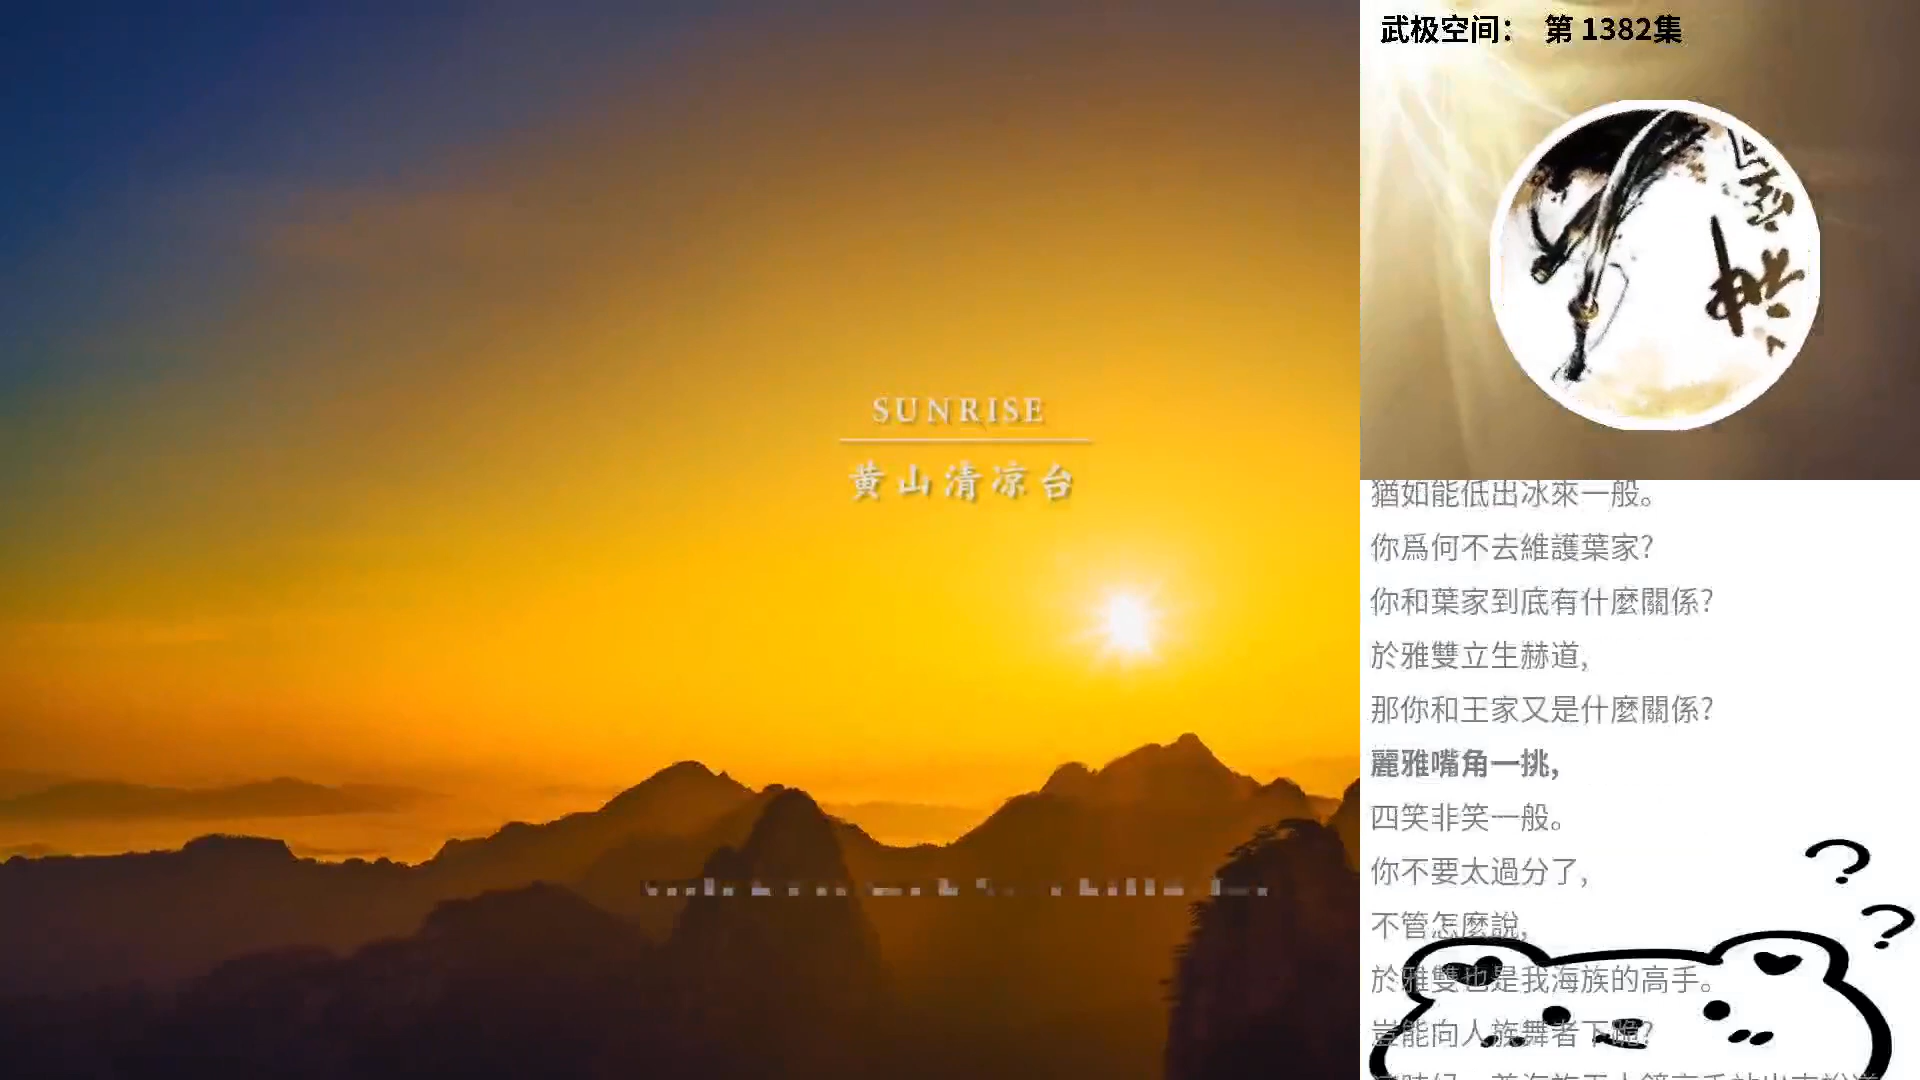 武极空间： 第 1382集
SUNRISE
黄山清凉台
猶如能低出冰來一般。
你爲何不去維護葉家?
你和葉家到底有什麼關係?
於雅雙立生赫道,
那你和王家又是什麼關係?
麗雅嘴角一挑,
四笑非笑一般。
你不要太過分了,
不管怎麼說,
於雅雙也是我海族的高手。
豈能向人族舞者下跪?